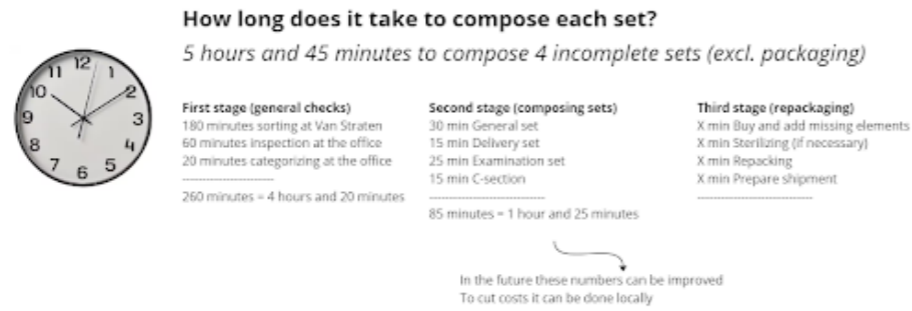 How long does it take to compose each set?
5 hours and 45 minutes to compose 4 incomplete sets (excl. packaging)
12
1
2
3
4
5
6
7
8
9
10
11
First stage (general checks)
180 minutes sorting at Van Straten
60 minutes inspection at the office
20 minutes categorizing at the office
------------------------
260 minutes = 4 hours and 20 minutes
Second stage (composing sets)
30 min General set
15 min Delivery set
25 min Examination set
15 min C-section
------------------------------
85 minutes = 1 hour and 25 minutes
Third stage (repackaging)
X min Buy and add missing elements
X min Sterilizing (if necessary)
X min Repacking
X min Prepare shipment
------------------------------
In the future these numbers can be improved
To cut costs it can be done locally